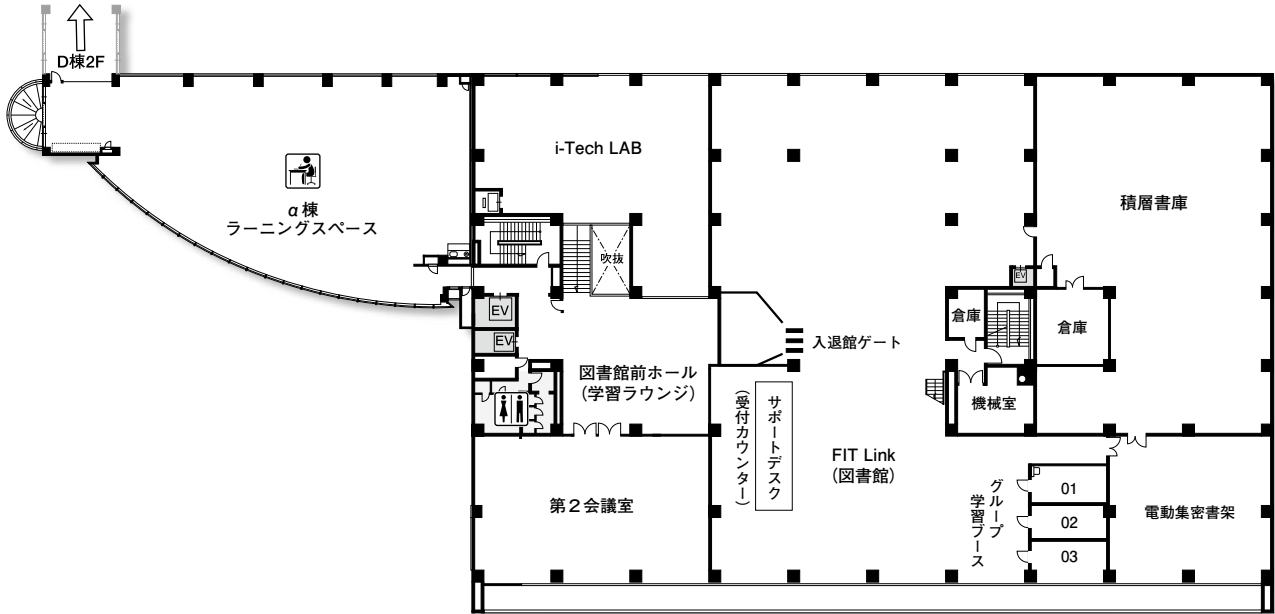 D棟2F
i-Tech LAB
α棟
ラーニングスペース
積層書庫
吹抜
EV
EV
EV
倉庫
倉庫
入退館ゲート
図書館前ホール
（学習ラウンジ）
機械室
サポートデスク
（受付カウンター）
FIT Link
（図書館）
グループ
学習ブース
01
02
03
第2会議室
電動集密書架